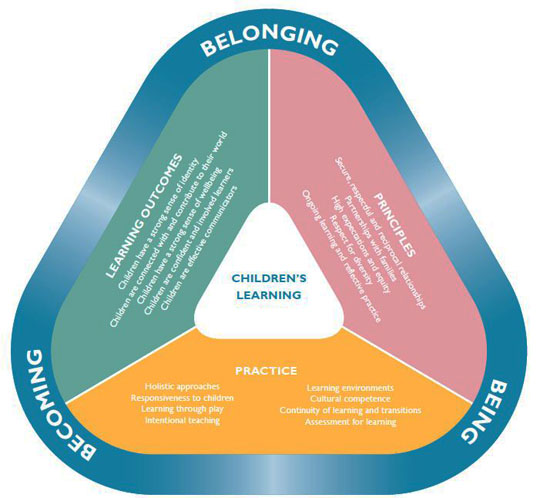 BELONGING
LEARNING OUTCOMES
Children have a strong sense of identity
Children are connected with and contribute to their world
Children have a strong sense of wellbeing
Children are confident and involved learners
Children are effective communicators
PRINCIPLES
Secure, respectful and reciprocal relationships
Partnerships with families
High expectations and equity
Respect for diversity
Ongoing learning and reflective practice
CHILDREN'S
LEARNING
PRACTICE
Holistic approaches
Responsiveness to children
Learning through play
Intentional teaching
Learning environments
Cultural competence
Continuity of learning and transitions
Assessment for learning
BECOMING
BEING